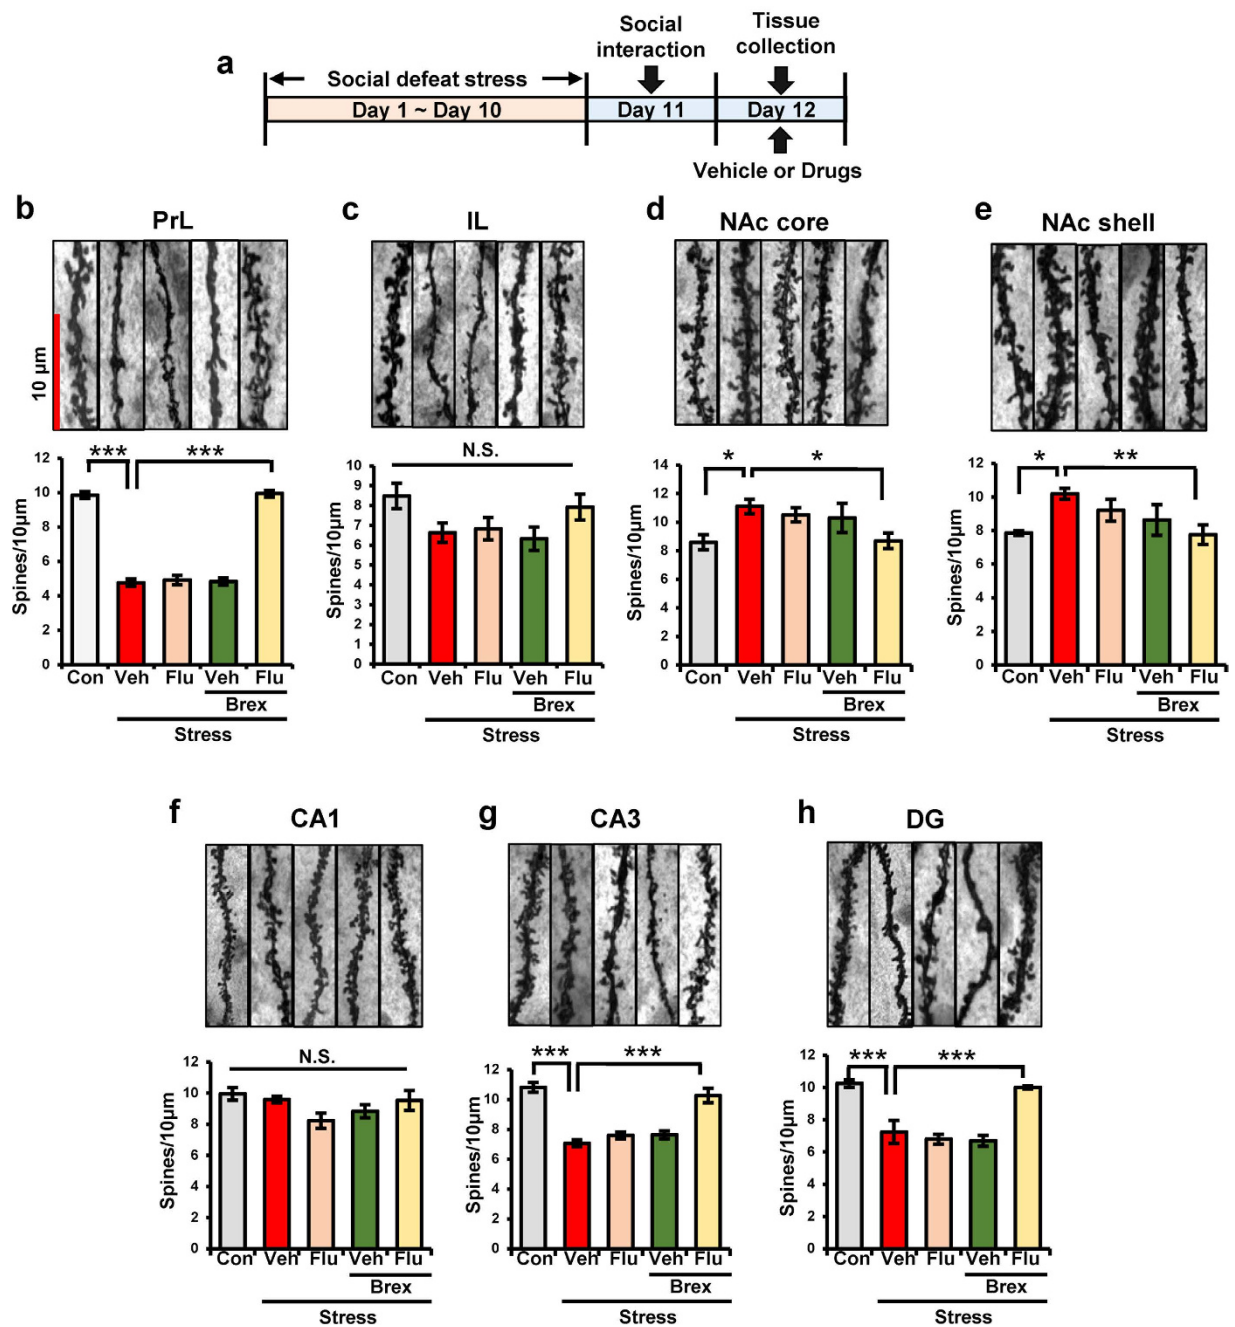 a
Social interaction
Tissue collection
Social defeat stress
Day 1 ~ Day 10
Day 11
Day 12
Vehicle or Drugs
b
PrL
10 µm
***
***
Spines/10µm
12
10
8
6
4
2
0
Con Veh Flu Veh Flu
Brex
Stress
c
IL
N.S.
Spines/10µm
10
9
8
7
6
5
4
3
2
1
0
Con Veh Flu Veh Flu
Brex
Stress
d
NAc core
*
*
Spines/10µm
14
12
10
8
6
4
2
0
Con Veh Flu Veh Flu
Brex
Stress
e
NAc shell
*
**
Spines/10µm
12
10
8
6
4
2
0
Con Veh Flu Veh Flu
Brex
Stress
f
CA1
N.S.
Spines/10µm
12
10
8
6
4
2
0
Con Veh Flu Veh Flu
Brex
Stress
g
CA3
***
***
Spines/10µm
12
10
8
6
4
2
0
Con Veh Flu Veh Flu
Brex
Stress
h
DG
***
***
Spines/10µm
12
10
8
6
4
2
0
Con Veh Flu Veh Flu
Brex
Stress